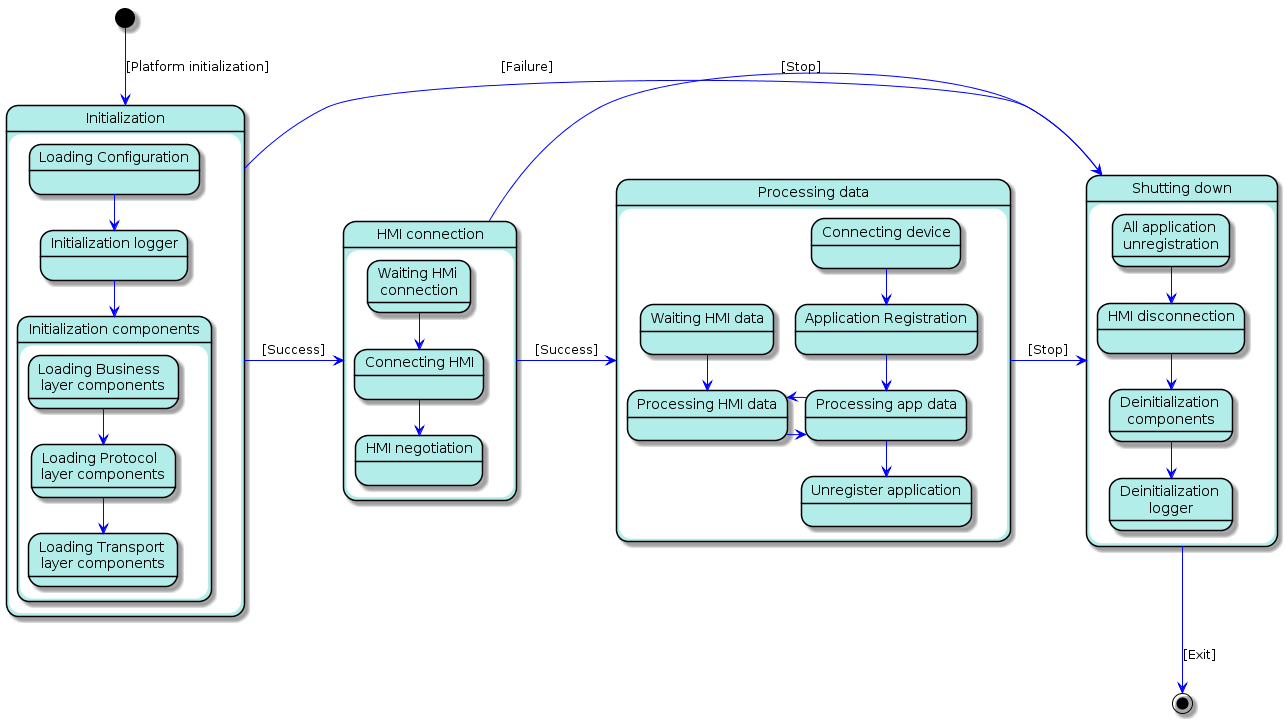 [Platform initialization]
[Failure]
[Stop]
Initialization
Loading Configuration
Initialization logger
Initialization components
Loading Business
layer components
Loading Protocol
layer components
Loading Transport
layer components
[Success]
HMI connection
Waiting HMi
connection
Connecting HMI
HMI negotiation
[Success]
Processing data
Connecting device
Waiting HMI data
Application Registration
Processing HMI data
Processing app data
Unregister application
[Stop]
Shutting down
All application
unregistration
HMI disconnection
Deinitialization
components
Deinitialization
logger
[Exit]